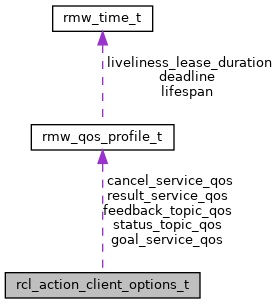 rmw_time_t
liveliness_lease_duration
deadline
lifespan
rmw_qos_profile_t
cancel_service_qos
result_service_qos
feedback_topic_qos
status_topic_qos
goal_service_qos
rcl_action_client_options_t